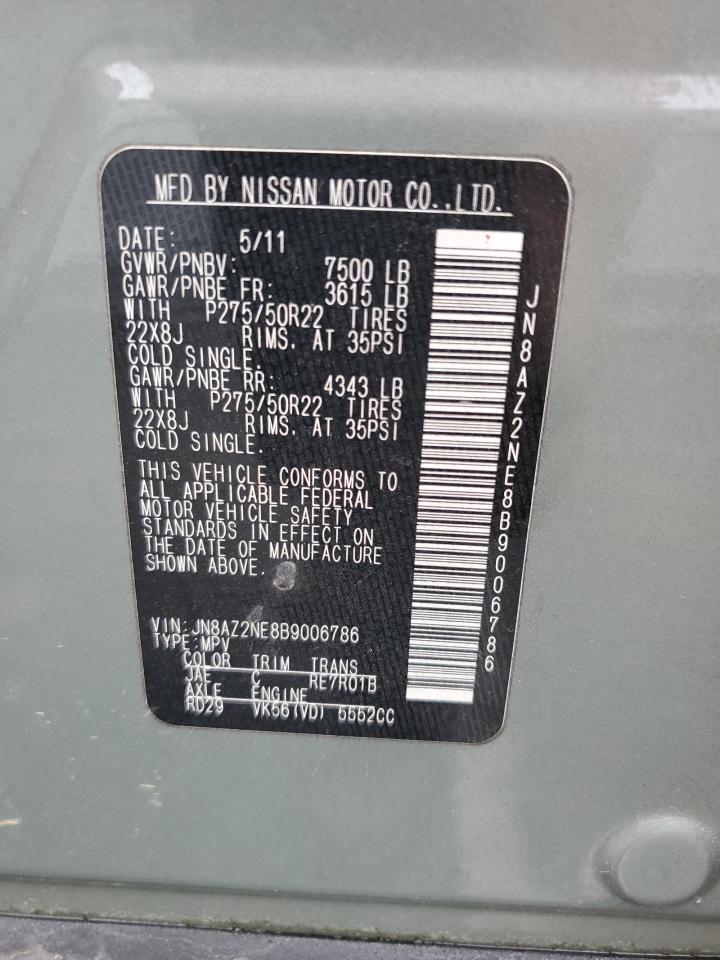 MFD BY NISSAN MOTOR CO.,LTD.
DATE: 5/11
GVWR/PNBV: 7500 LB
GAWR/PNBE FR: 3615 LB
WITH P275/50R22 TIRES
22X8J RIMS. AT 35PSI
COLD SINGLE.
GAWR/PNBE RR: 4343 LB
WITH P275/50R22 TIRES
22X8J RIMS. AT 35PSI
COLD SINGLE.
THIS VEHICLE CONFORMS TO
ALL APPLICABLE FEDERAL
MOTOR VEHICLE SAFETY
STANDARDS IN EFFECT ON
THE DATE OF MANUFACTURE
SHOWN ABOVE.
VIN: JN8AZ2NE8B9006786
TYPE: MPV
COLOR TRIM TRANS
JAE C RE7R01B
AXLE ENGINE
RD29 VK56(VD) 5552CC
JN8AZ2NE8B9006786